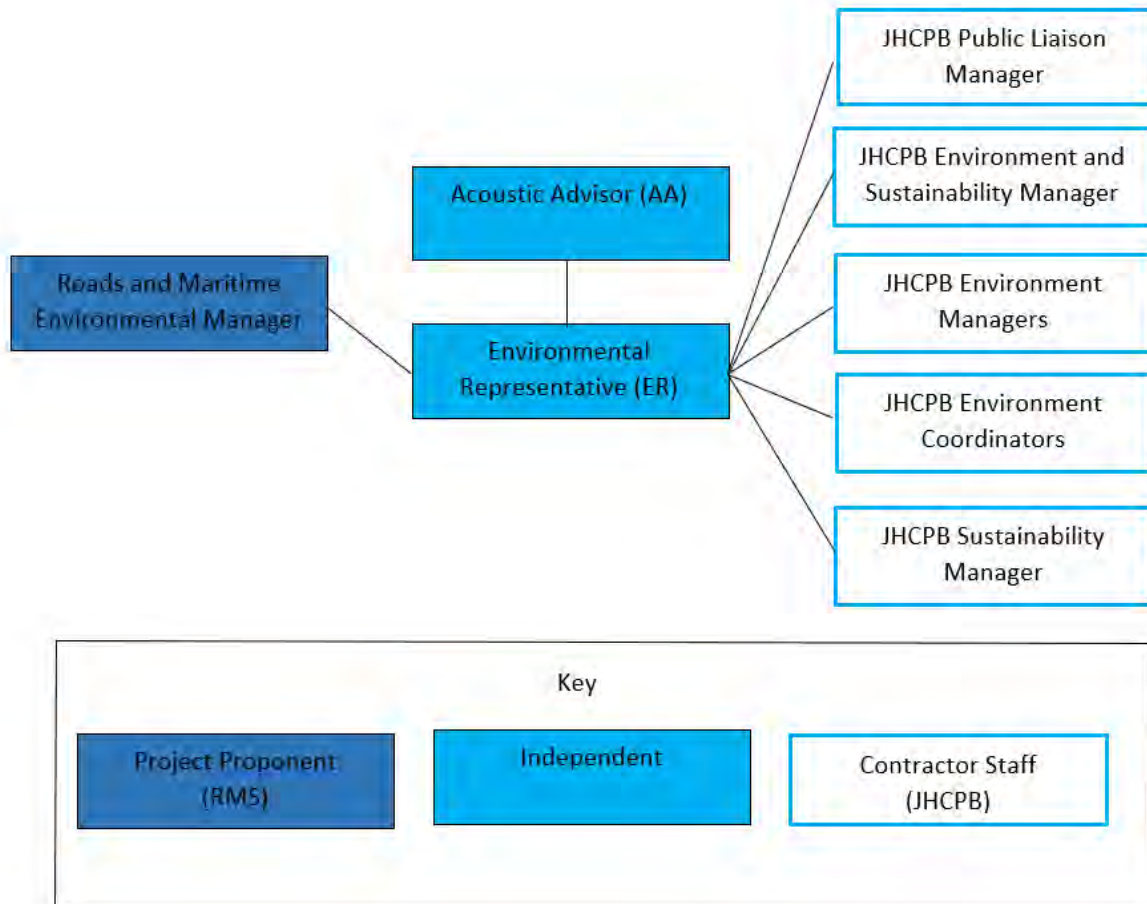 JHCPB Public Liaison
Manager
JHCPB Environment and
Sustainability Manager
Acoustic Advisor (AA)
Roads and Maritime
Environmental Manager
JHCPB Environment
Managers
Environmental
Representative (ER)
JHCPB Environment
Coordinators
JHCPB Sustainability
Manager
Key
Project Proponent
(RMS)
Independent
Contractor Staff
(JHCPB)